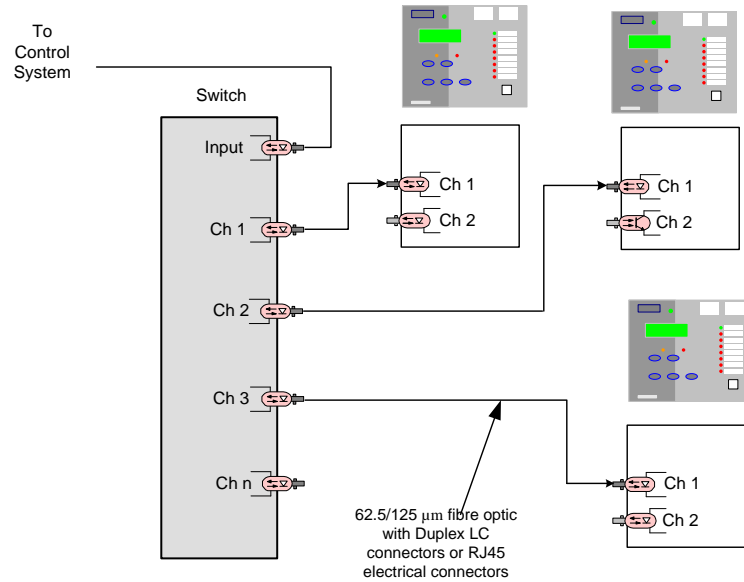 To
Control
System
Switch
Input
Ch 1
Ch 2
Ch 3
Ch n
Ch 1
Ch 2
Ch 1
Ch 2
Ch 1
Ch 2
62.5/125 μm fibre optic
with Duplex LC
connectors or RJ45
electrical connectors